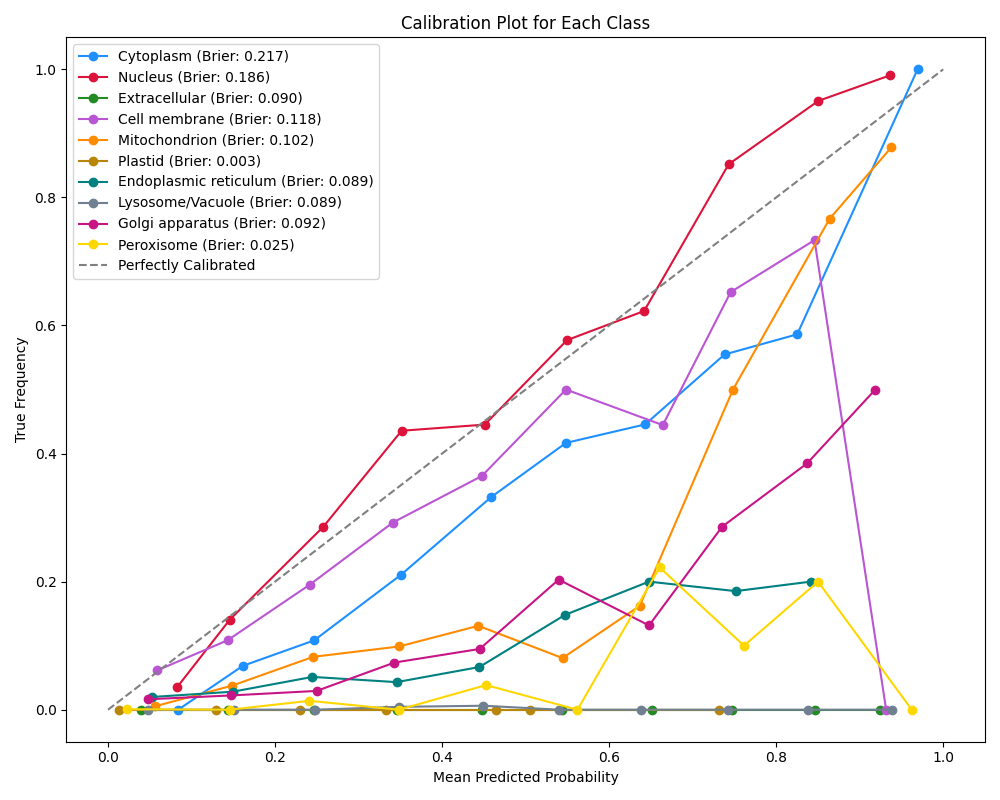 Calibration Plot for Each Class
Cytoplasm (Brier: 0.217)
Nucleus (Brier: 0.186)
Extracellular (Brier: 0.090)
Cell membrane (Brier: 0.118)
Mitochondrion (Brier: 0.102)
Plastid (Brier: 0.003)
Endoplasmic reticulum (Brier: 0.089)
Lysosome/Vacuole (Brier: 0.089)
Golgi apparatus (Brier: 0.092)
Peroxisome (Brier: 0.025)
Perfectly Calibrated
True Frequency
1.0
0.8
0.6
0.4
0.2
0.0
0.0 0.2 0.4 0.6 0.8 1.0
Mean Predicted Probability